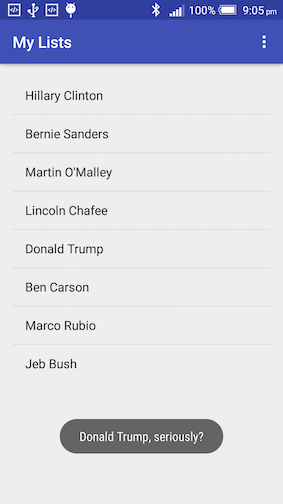 100% 9:05 pm
My Lists
Hillary Clinton
Bernie Sanders
Martin O'Malley
Lincoln Chafee
Donald Trump
Ben Carson
Marco Rubio
Jeb Bush
Donald Trump, seriously?